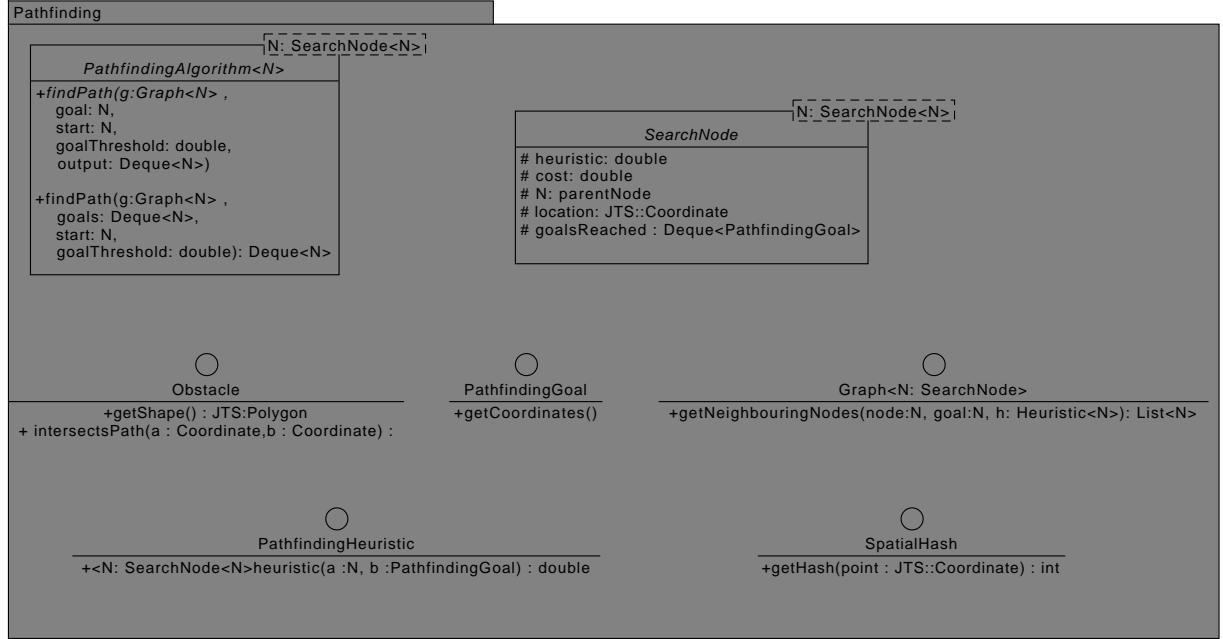 Pathfinding
N: SearchNode<N>
PathfindingAlgorithm<N>
+findPath(g:Graph<N> ,
goal: N,
start: N,
goalThreshold: double,
output: Deque<N>)
+findPath(g:Graph<N> ,
goals: Deque<N>,
start: N,
goalThreshold: double): Deque<N>
N: SearchNode<N>
SearchNode
# heuristic: double
# cost: double
# N: parentNode
# location: JTS::Coordinate
# goalsReached : Deque<PathfindingGoal>
Obstacle
+getShape() : JTS:Polygon
+ intersectsPath(a : Coordinate,b : Coordinate) :
PathfindingGoal
+getCoordinates()
Graph<N: SearchNode>
+getNeighbouringNodes(node:N, goal:N, h: Heuristic<N>): List<N>
PathfindingHeuristic
+<N: SearchNode<N>heuristic(a :N, b :PathfindingGoal) : double
SpatialHash
+getHash(point : JTS::Coordinate) : int